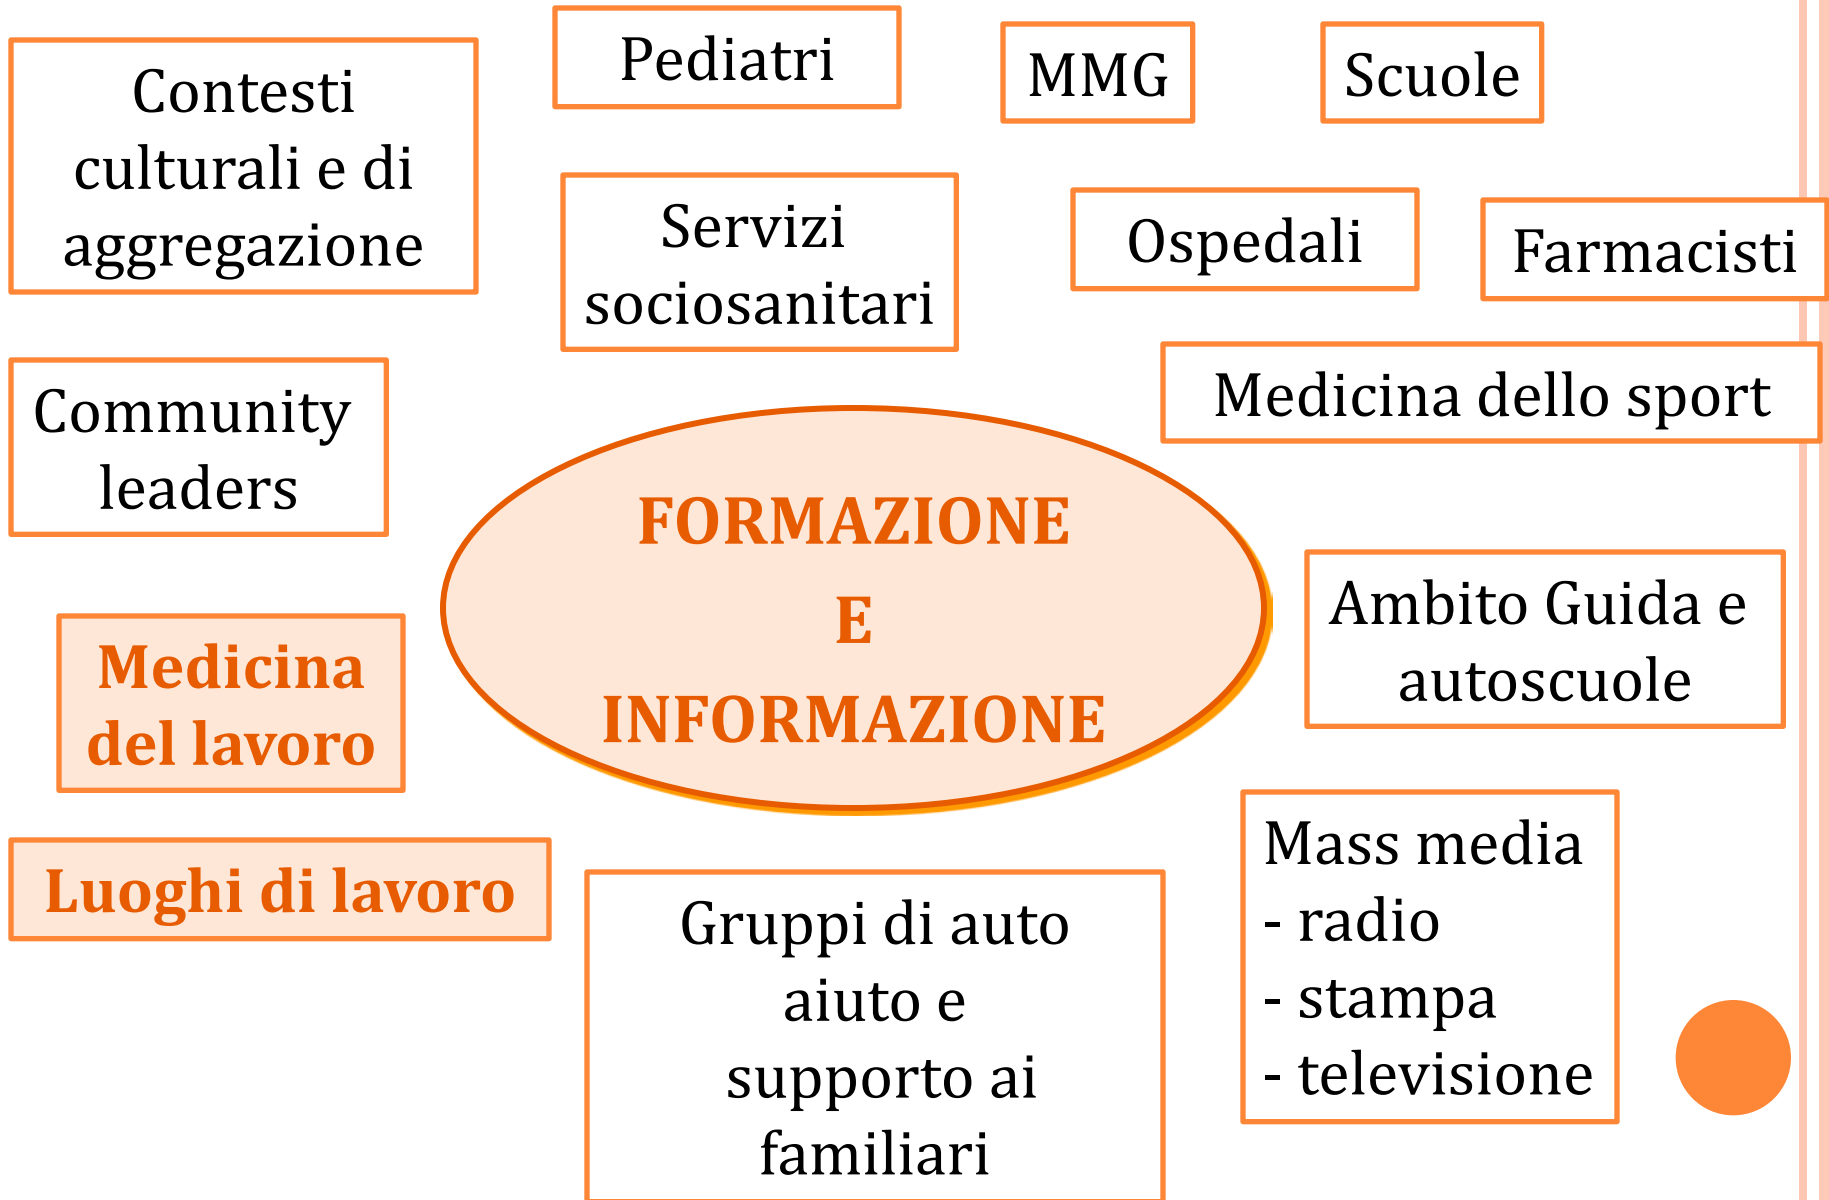 Pediatri
MMG
Scuole
Contesti
culturali e di
aggregazione
Servizi
sociosanitari
Ospedali
Farmacisti
Medicina dello sport
Community
leaders
FORMAZIONE
E
INFORMAZIONE
Ambito Guida e
autoscuole
Medicina
del lavoro
Luoghi di lavoro
Gruppi di auto
aiuto e
supporto ai
familiari
Mass media
- radio
- stampa
- televisione